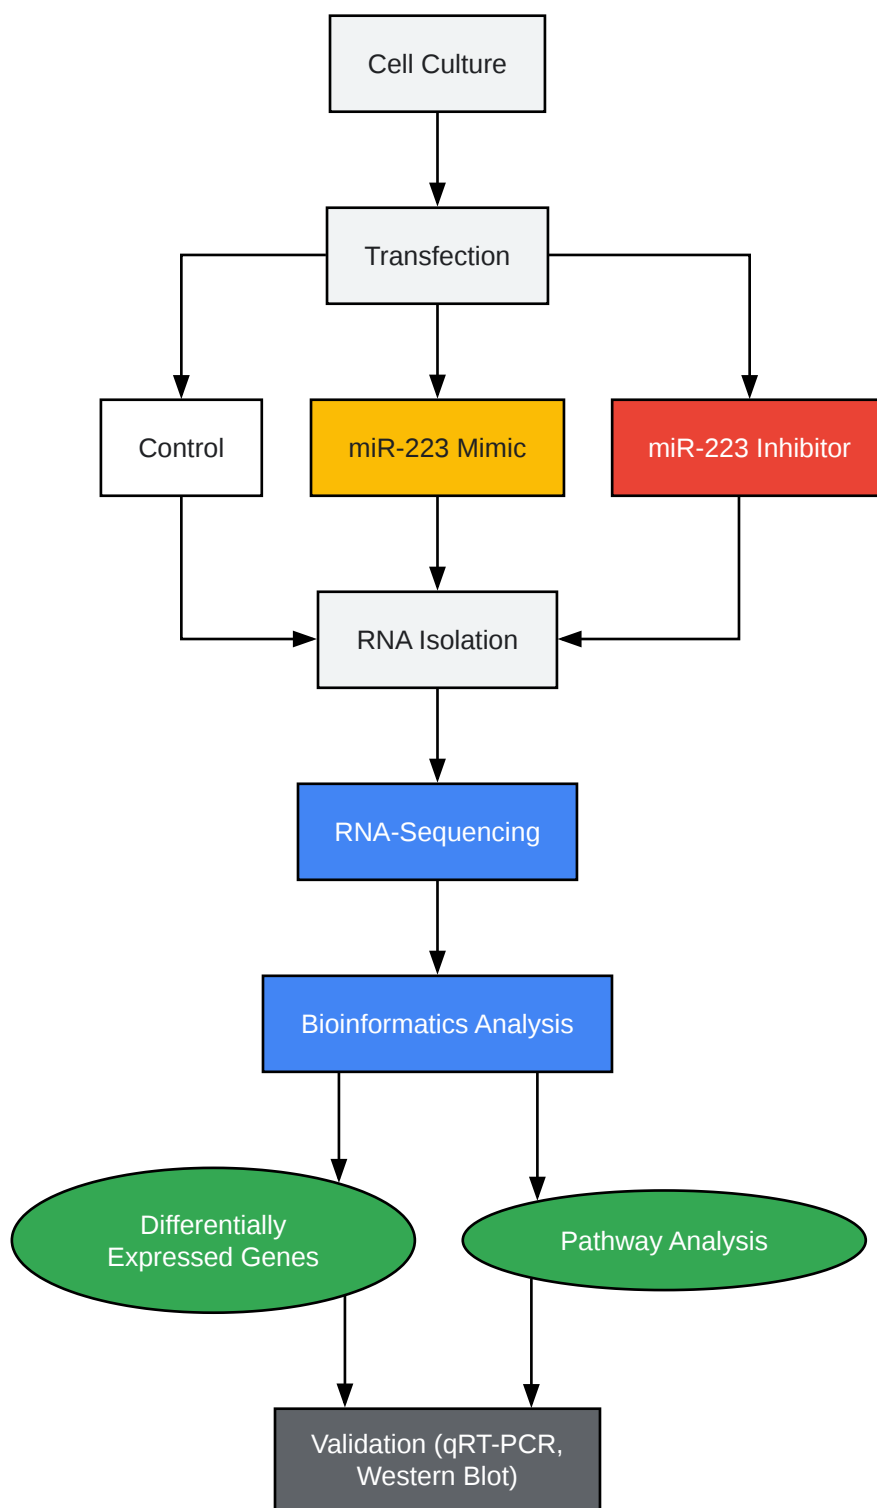 Cell Culture
Transfection
Control
miR-223 Mimic
miR-223 Inhibitor
RNA Isolation
RNA-Sequencing
Bioinformatics Analysis
Differentially
Expressed Genes
Pathway Analysis
Validation (qRT-PCR,
Western Blot)